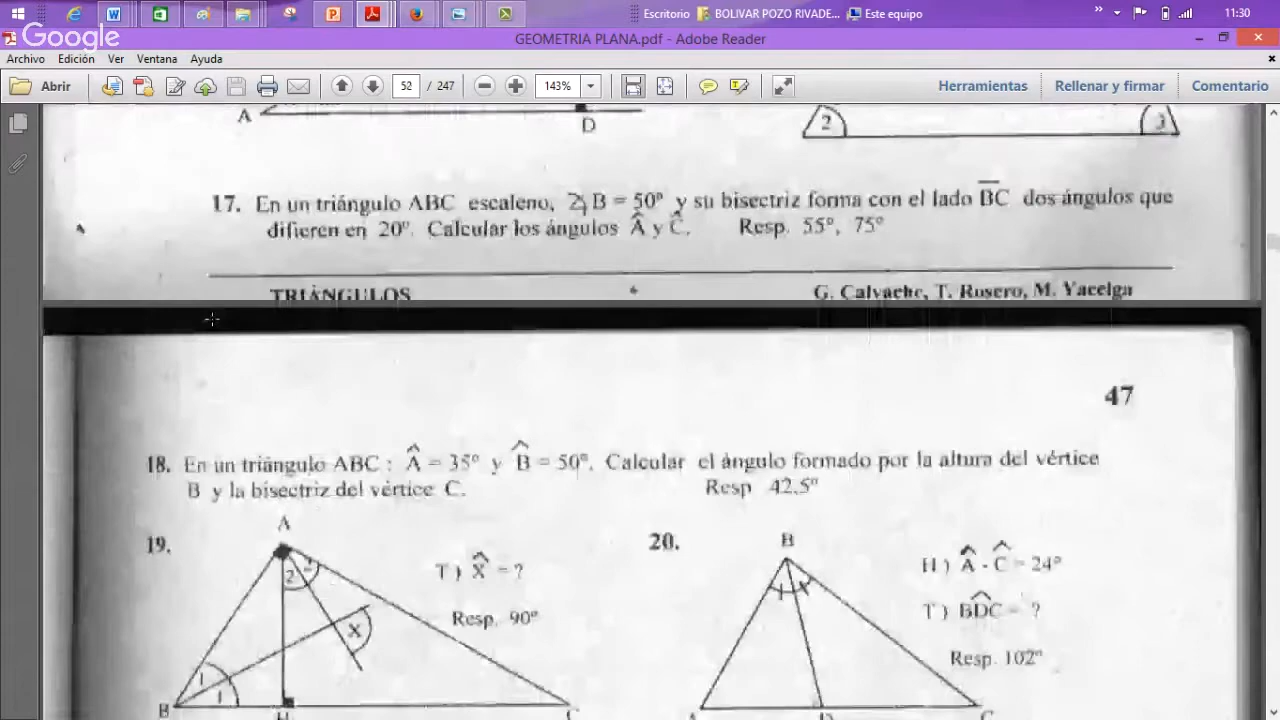 Escritorio BOLIVAR POZO RIVADE... Este equipo 11:30
Google
GEOMETRIA PLANA.pdf - Adobe Reader
Archivo Edición Ver Ventana Ayuda
Abrir 52 / 247 143% Herramientas Rellenar y firmar Comentario
A D 2 3
17. En un triángulo ABC escaleno, ∢ B = 50° y su bisectriz forma con el lado BC dos ángulos que
difieren en 20°. Calcular los ángulos Â y Ĉ. Resp. 55°, 75°
TRIÁNGULOS * G. Calvache, T. Rosero, M. Yacelga
47
18. En un triángulo ABC : Â = 35° y B̂ = 50°. Calcular el ángulo formado por la altura del vértice
B y la bisectriz del vértice C. Resp 42,5°
19. A 2 2 T ) X̂ = ? Resp. 90° X 1 1 B H C
20. B H ) Â - Ĉ = 24° T ) BDC = ? Resp. 102° A D C